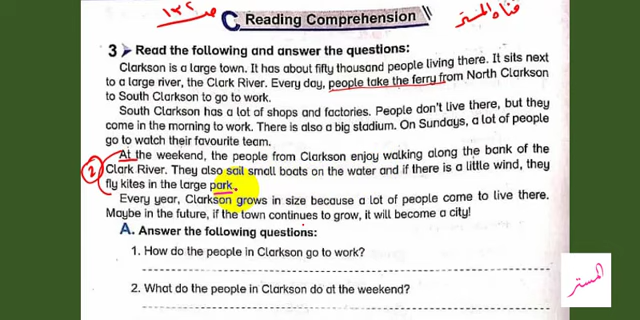 ص ١٢٢
قناة المستر
C Reading Comprehension
3 Read the following and answer the questions:
Clarkson is a large town. It has about fifty thousand people living there. It sits next
to a large river, the Clark River. Every day, people take the ferry from North Clarkson
to South Clarkson to go to work.
South Clarkson has a lot of shops and factories. People don't live there, but they
come in the morning to work. There is also a big stadium. On Sundays, a lot of people
go to watch their favourite team.
At the weekend, the people from Clarkson enjoy walking along the bank of the
2 Clark River. They also sail small boats on the water and if there is a little wind, they
fly kites in the large park.
Every year, Clarkson grows in size because a lot of people come to live there.
Maybe in the future, if the town continues to grow, it will become a city!
A. Answer the following questions:
1. How do the people in Clarkson go to work?
2. What do the people in Clarkson do at the weekend?
المستر